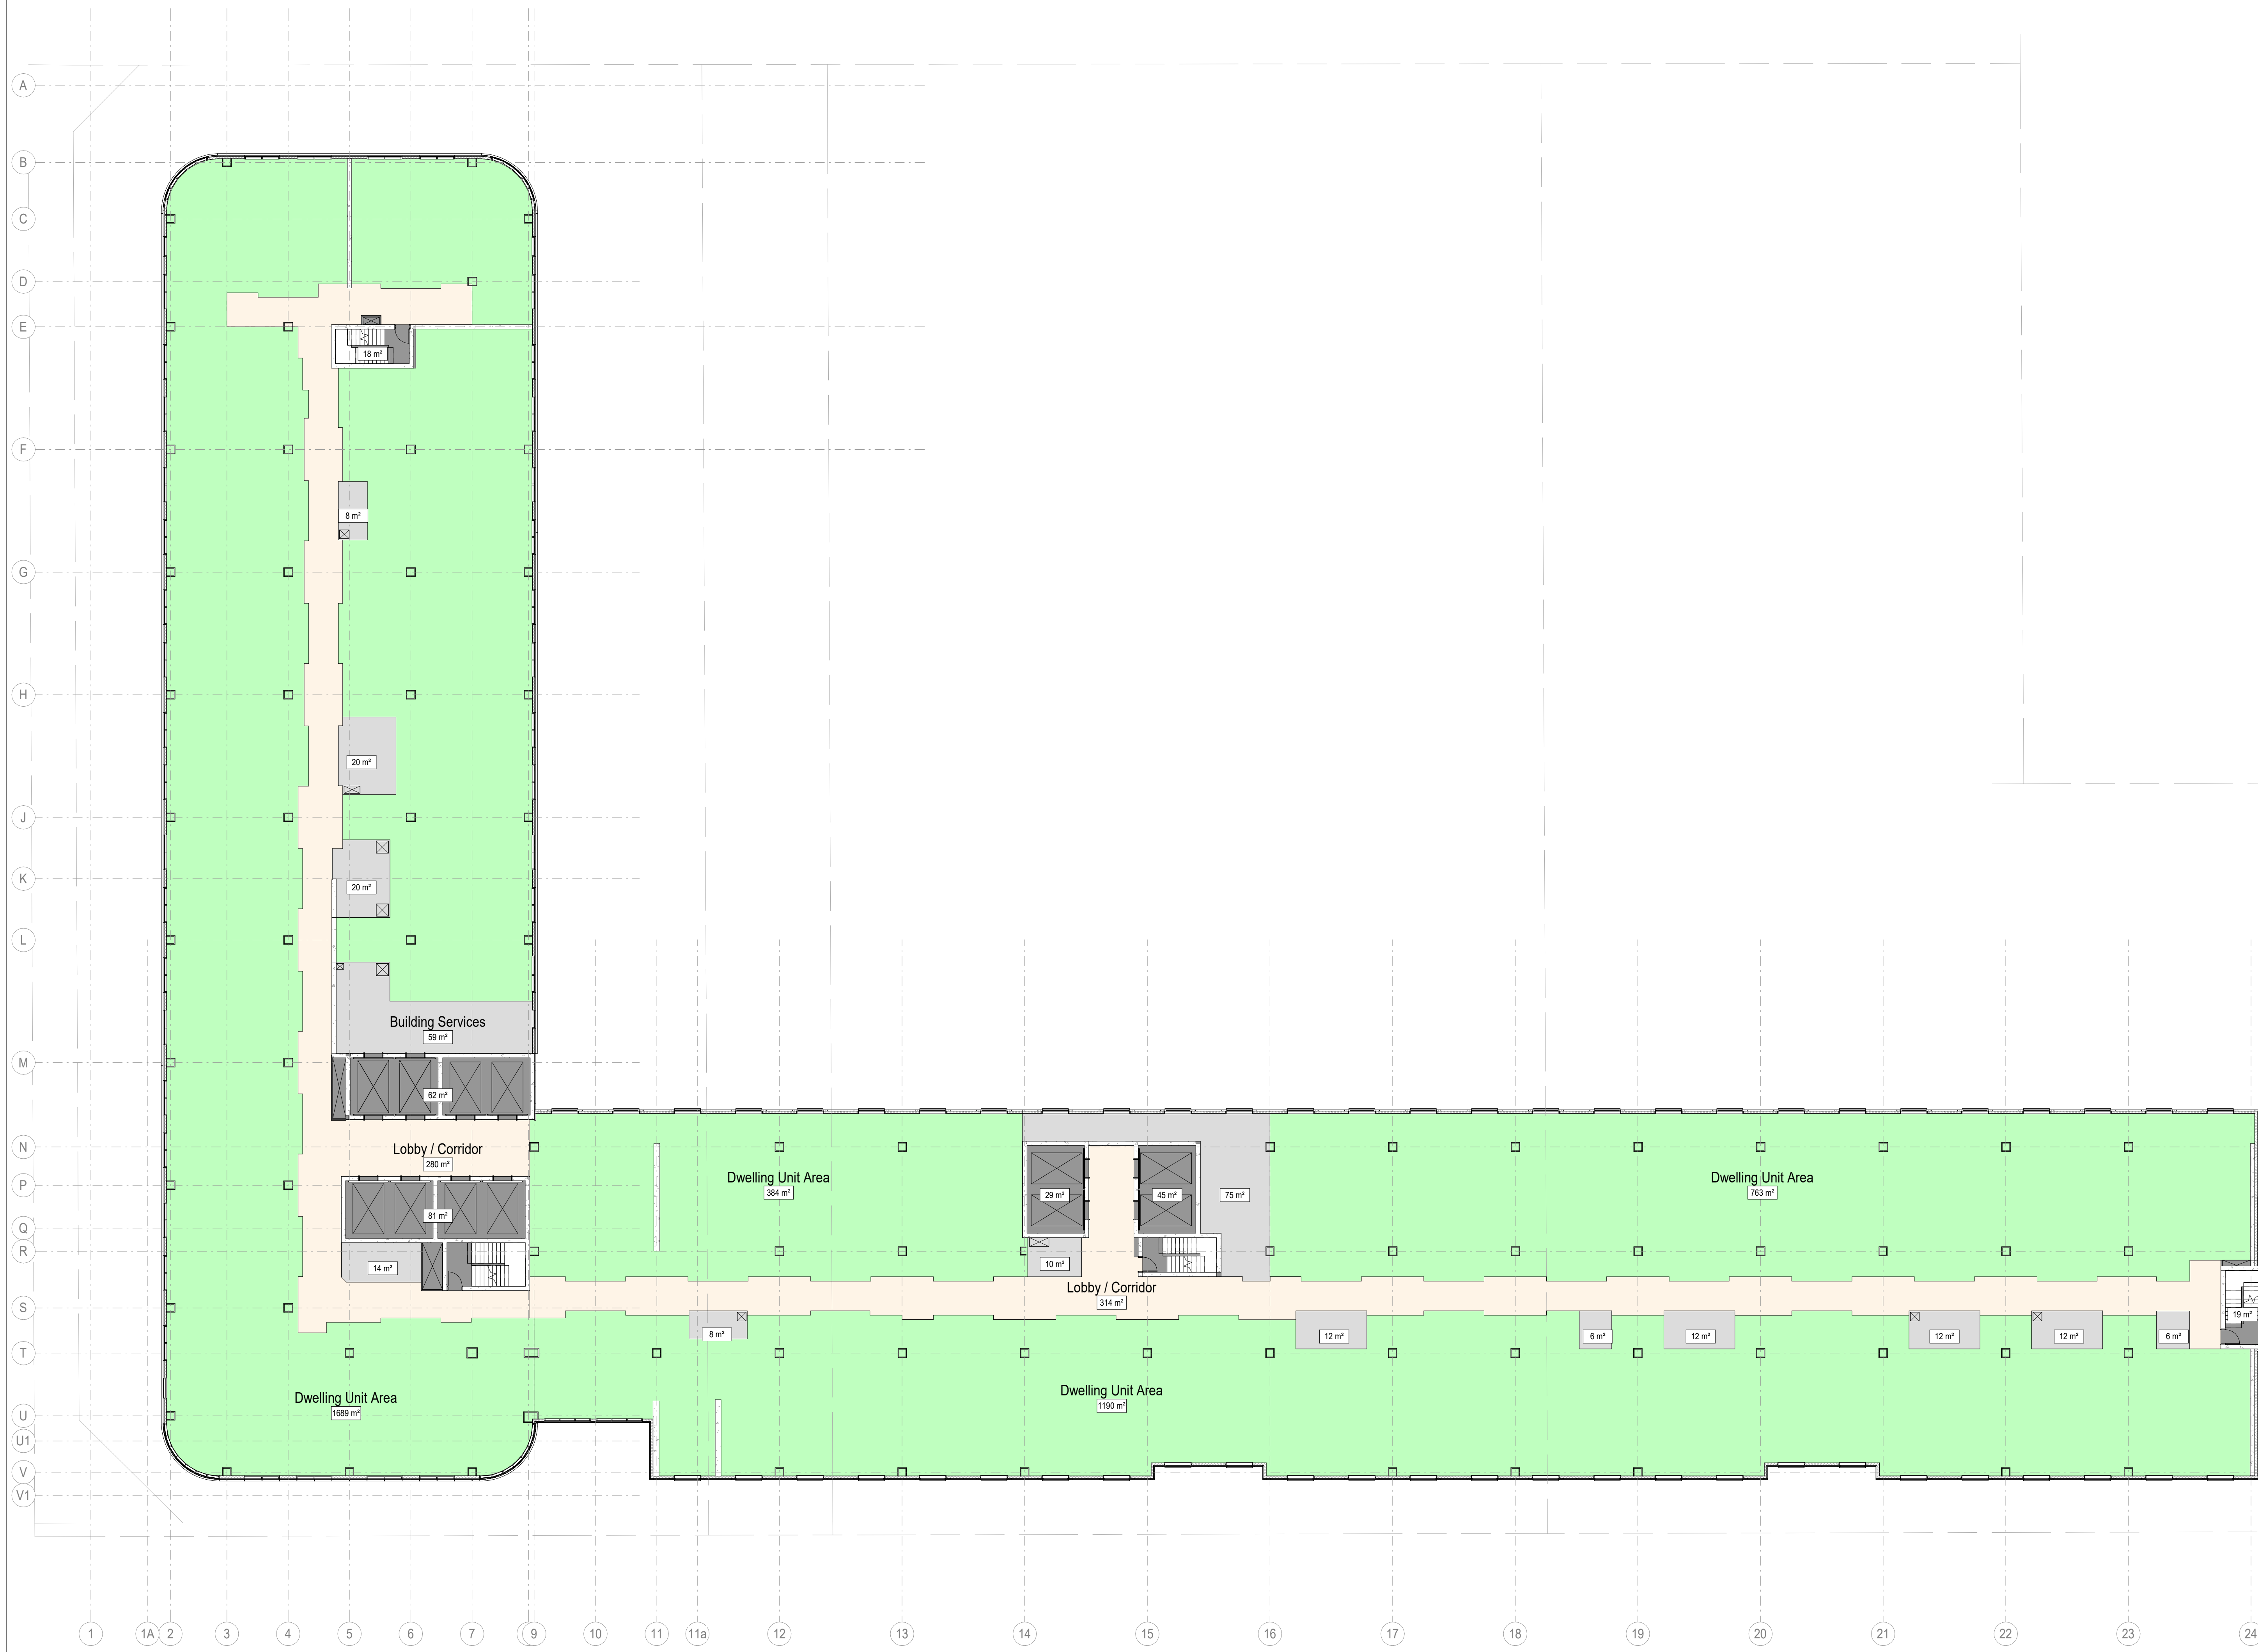 A
B
C
D
E
18 m²
F
8 m²
G
H
20 m²
J
K
20 m²
L
Building Services
59 m²
M
62 m²
N
Lobby / Corridor
280 m²
Dwelling Unit Area
384 m²
Dwelling Unit Area
763 m²
P
29 m²
45 m²
75 m²
81 m²
Q
R
14 m²
10 m²
Lobby / Corridor
314 m²
S
19 m²
8 m²
12 m²
6 m²
12 m²
12 m²
12 m²
6 m²
T
Dwelling Unit Area
1689 m²
Dwelling Unit Area
1190 m²
U
U1
V
V1
1
1A
2
3
4
5
6
7
9
10
11
11a
12
13
14
15
16
17
18
19
20
21
22
23
24